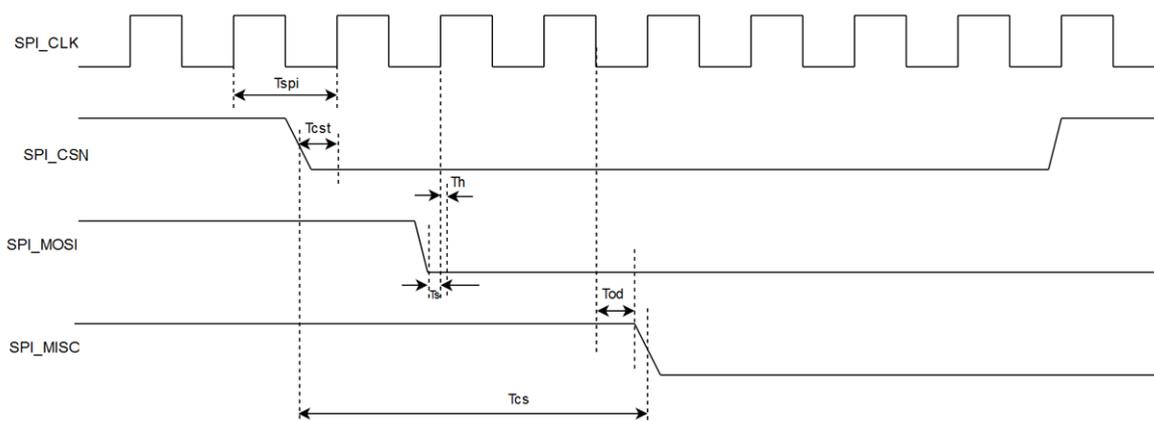 SPI_CLK
Tspi
Tcst
SPI_CSN
Th
SPI_MOSI
Ts
Tod
SPI_MISC
Tcs